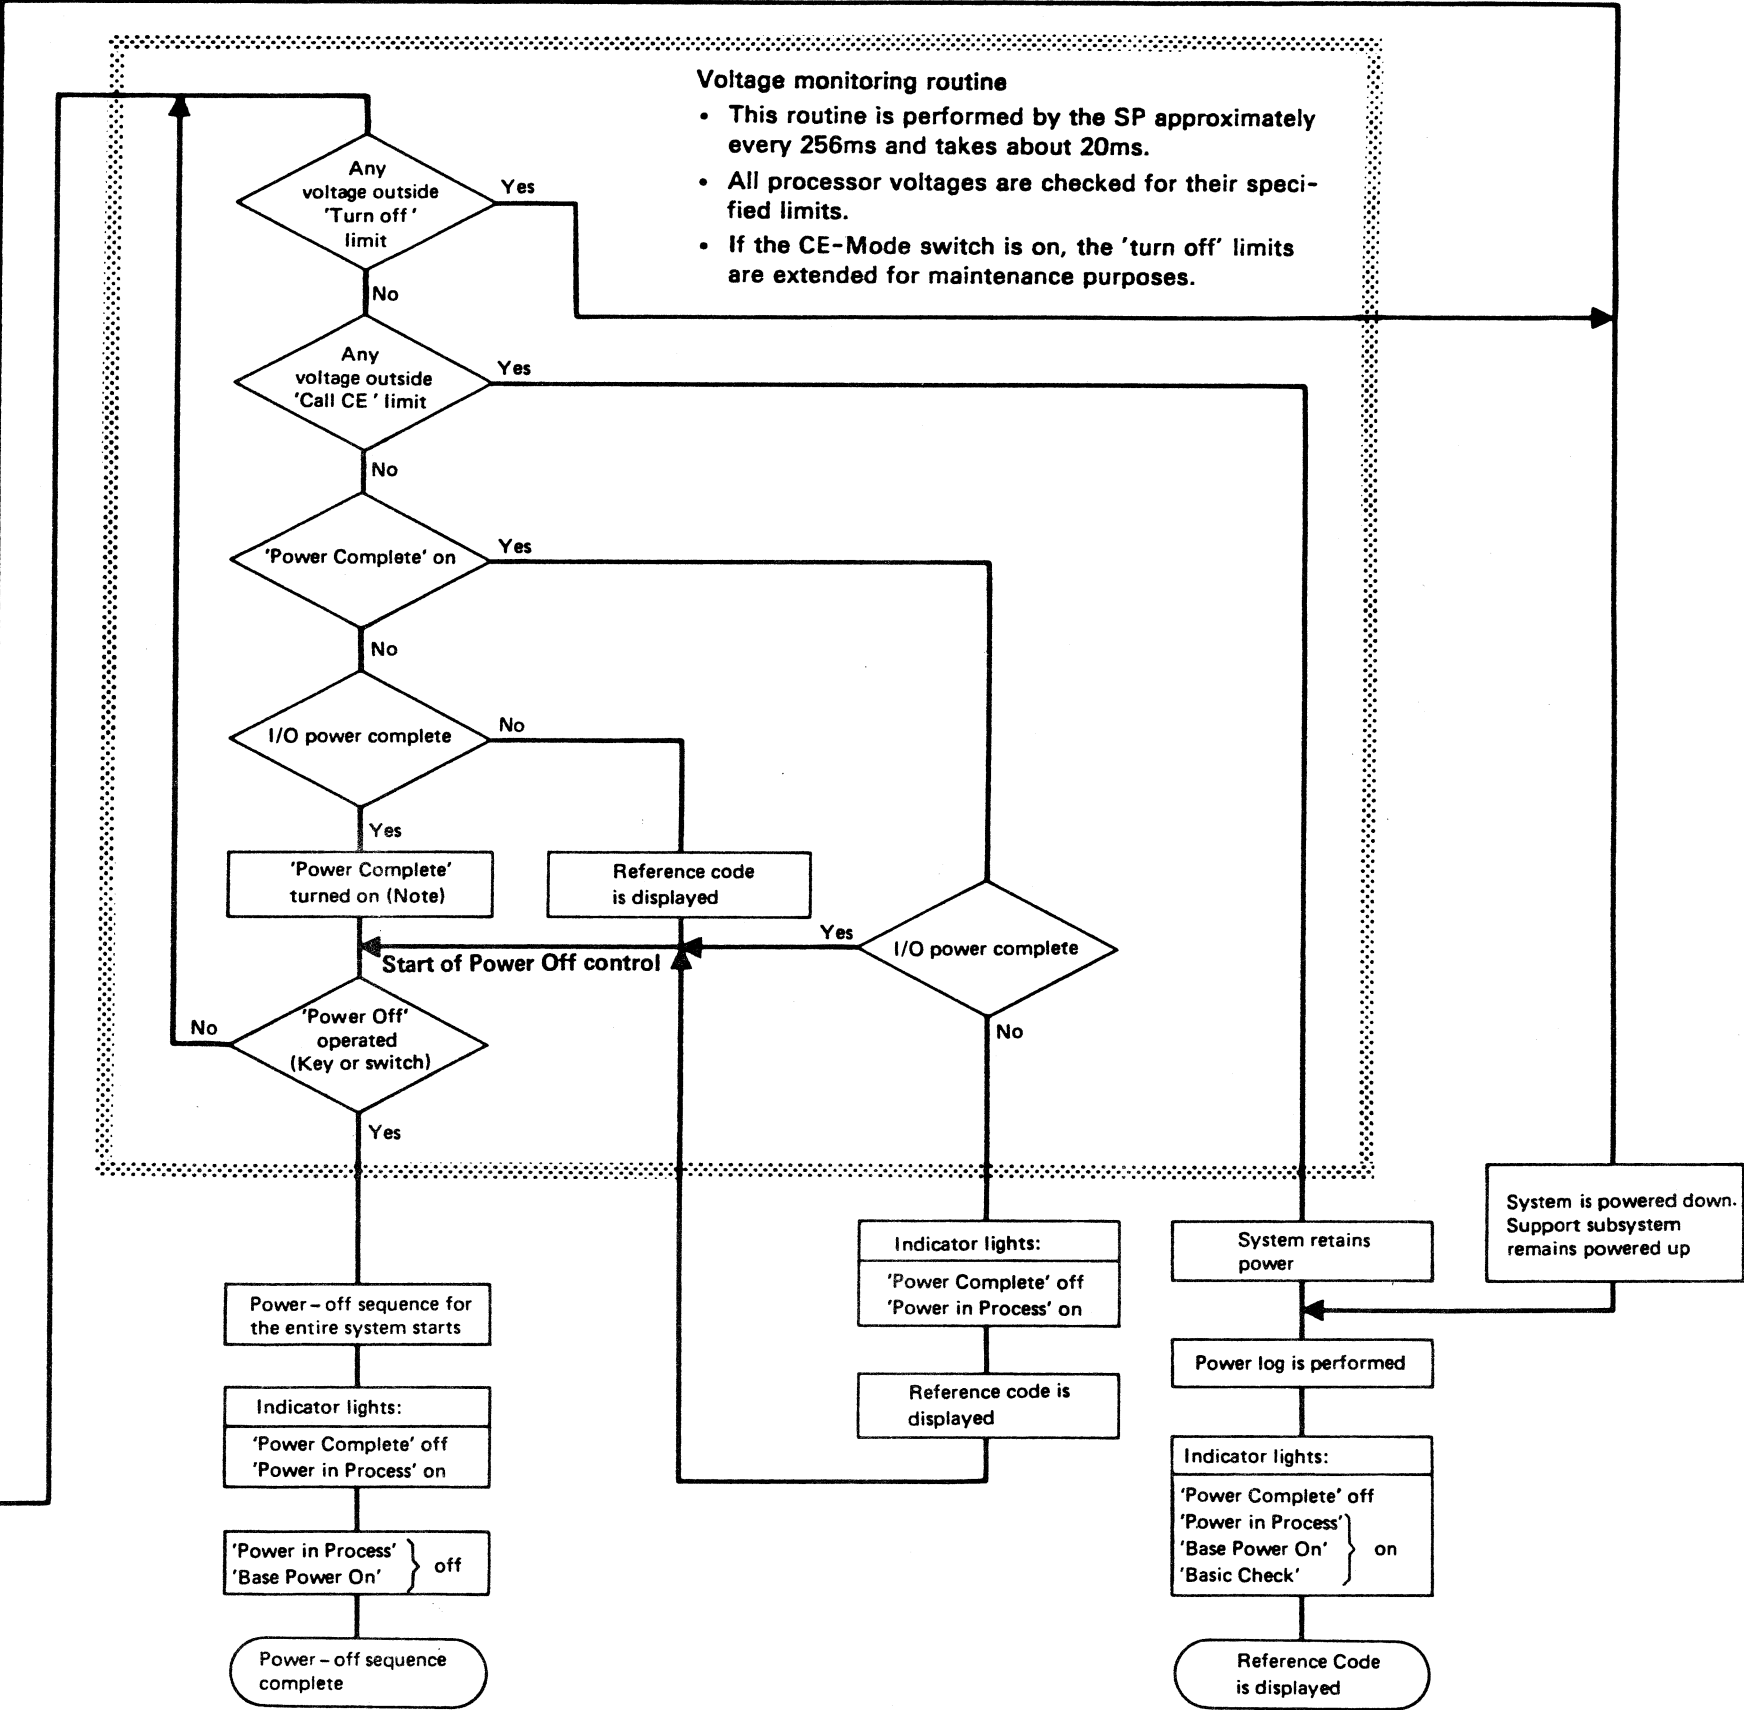 Voltage monitoring routine
• This routine is performed by the SP approximately
every 256ms and takes about 20ms.
• All processor voltages are checked for their speci-
fied limits.
• If the CE-Mode switch is on, the 'turn off' limits
are extended for maintenance purposes.
Any
voltage outside
'Turn off'
limit
Yes
No
Any
voltage outside
'Call CE' limit
Yes
No
'Power Complete' on
Yes
No
I/O power complete
No
Yes
'Power Complete'
turned on (Note)
Reference code
is displayed
Yes
I/O power complete
No
Start of Power Off control
'Power Off'
operated
(Key or switch)
No
Yes
System is powered down.
Support subsystem
remains powered up
Indicator lights:
'Power Complete' off
'Power in Process' on
System retains
power
Power-off sequence for
the entire system starts
Power log is performed
Reference code is
displayed
Indicator lights:
'Power Complete' off
'Power in Process' on
Indicator lights:
'Power Complete' off
'Power in Process'
'Base Power On' } on
'Basic Check'
'Power in Process'
'Base Power On' } off
Power-off sequence
complete
Reference Code
is displayed